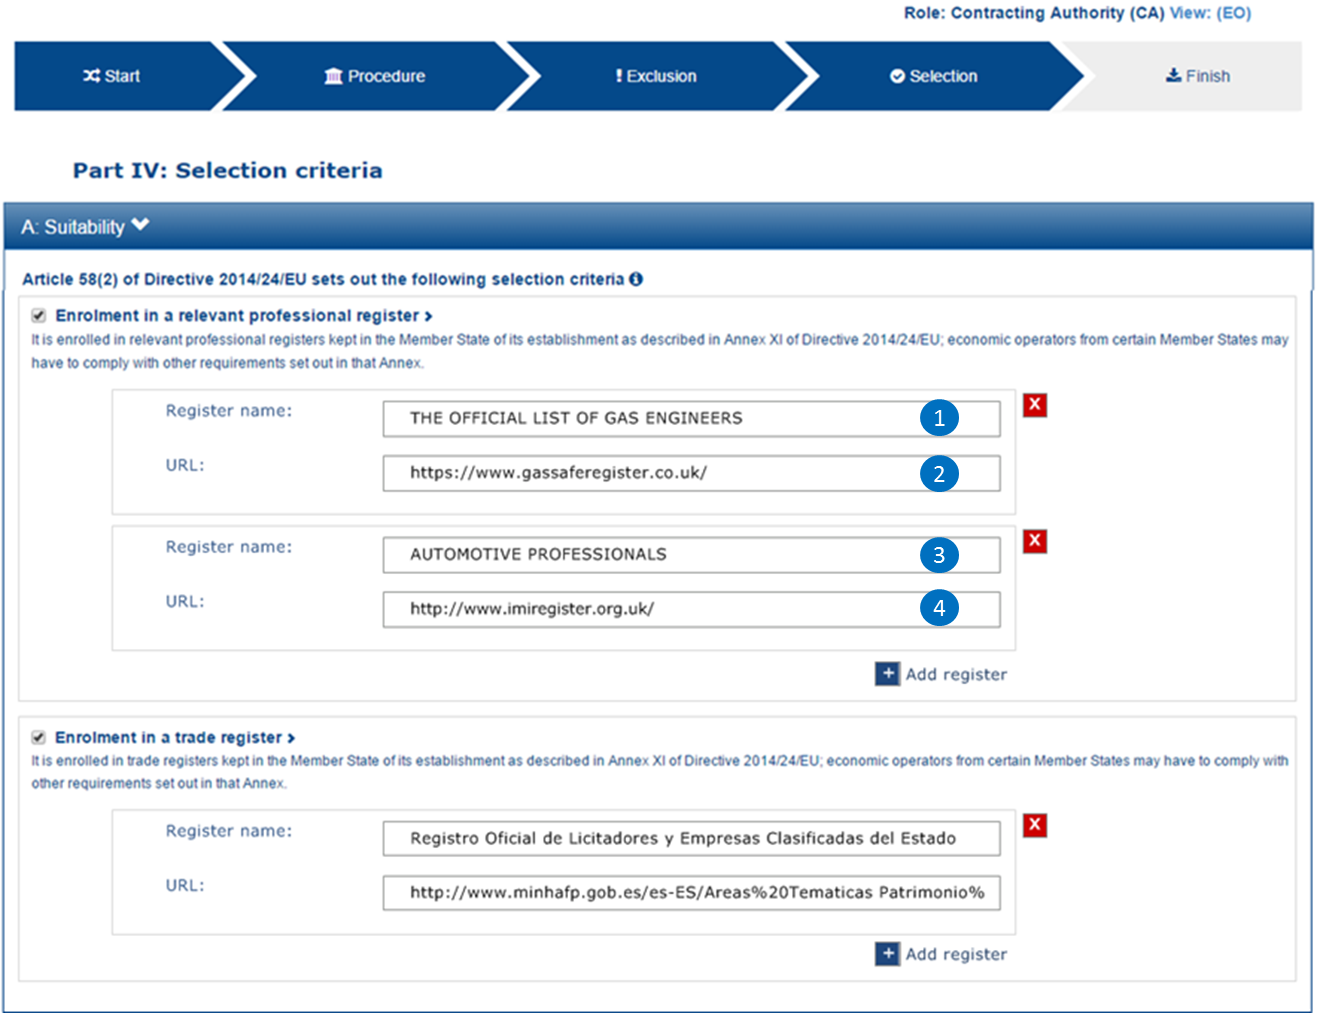 Role: Contracting Authority (CA) View: (EO)
Start
Procedure
! Exclusion
Selection
Finish
Part IV: Selection criteria
A: Suitability
Article 58(2) of Directive 2014/24/EU sets out the following selection criteria
Enrolment in a relevant professional register
It is enrolled in relevant professional registers kept in the Member State of its establishment as described in Annex XI of Directive 2014/24/EU; economic operators from certain Member States may
have to comply with other requirements set out in that Annex.
Register name: THE OFFICIAL LIST OF GAS ENGINEERS 1 X
URL: https://www.gassaferegister.co.uk/ 2
Register name: AUTOMOTIVE PROFESSIONALS 3 X
URL: http://www.imiregister.org.uk/ 4
+ Add register
Enrolment in a trade register
It is enrolled in trade registers kept in the Member State of its establishment as described in Annex XI of Directive 2014/24/EU; economic operators from certain Member States may have to comply with
other requirements set out in that Annex.
Register name: Registro Oficial de Licitadores y Empresas Clasificadas del Estado X
URL: http://www.minhafp.gob.es/es-ES/Areas%20Tematicas Patrimonio%
+ Add register